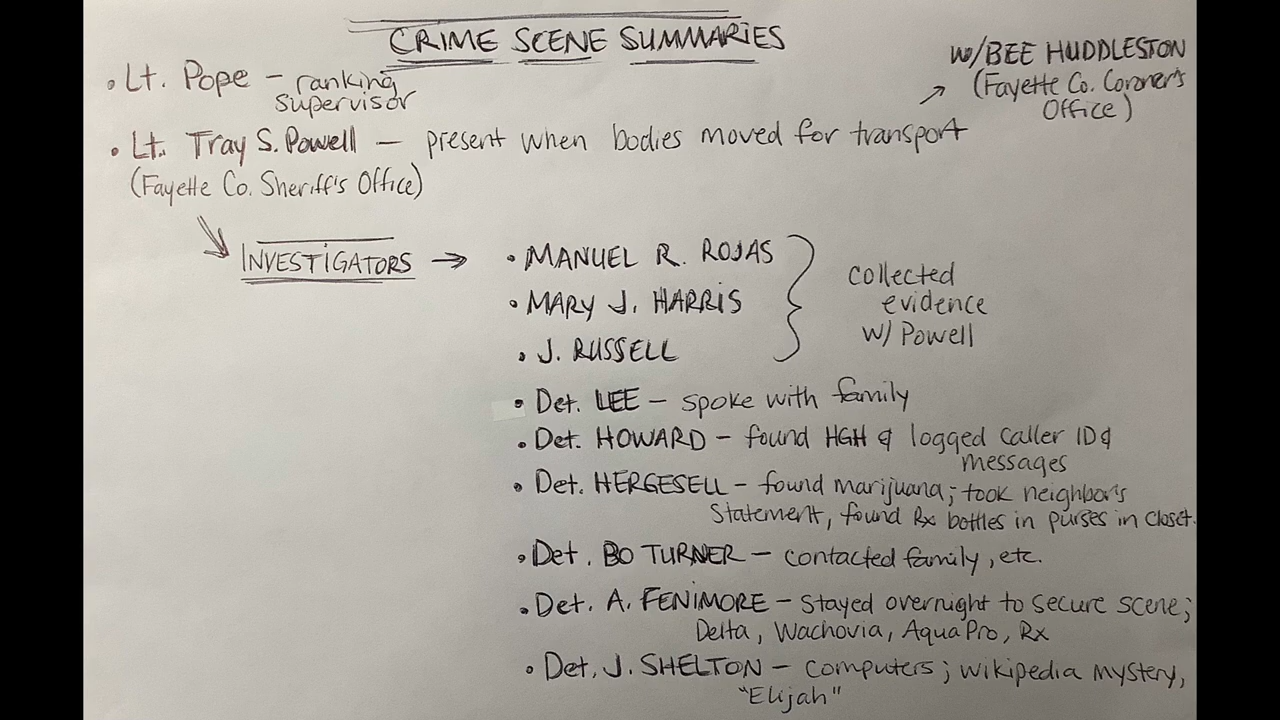 CRIME SCENE SUMMARIES
• Lt. Pope – ranking
supervisor
w/BEE HUDDLESTON
(Fayette Co. Coroner's
Office)
• Lt. Tray S. Powell – present when bodies moved for transport
(Fayette Co. Sheriff's Office)
INVESTIGATORS →
• MANUEL R. ROJAS
• MARY J. HARRIS
• J. RUSSELL
collected
evidence
w/ Powell
• Det. LEE – spoke with family
• Det. HOWARD – found HGH & logged caller ID &
messages
• Det. HERGESELL – found marijuana; took neighbor's
statement, found Rx bottles in purses in closet.
• Det. BO TURNER – contacted family, etc.
• Det. A. FENIMORE – stayed overnight to secure scene;
Delta, Wachovia, AquaPro, Rx
• Det. J. SHELTON – computers; wikipedia mystery,
"Elijah"